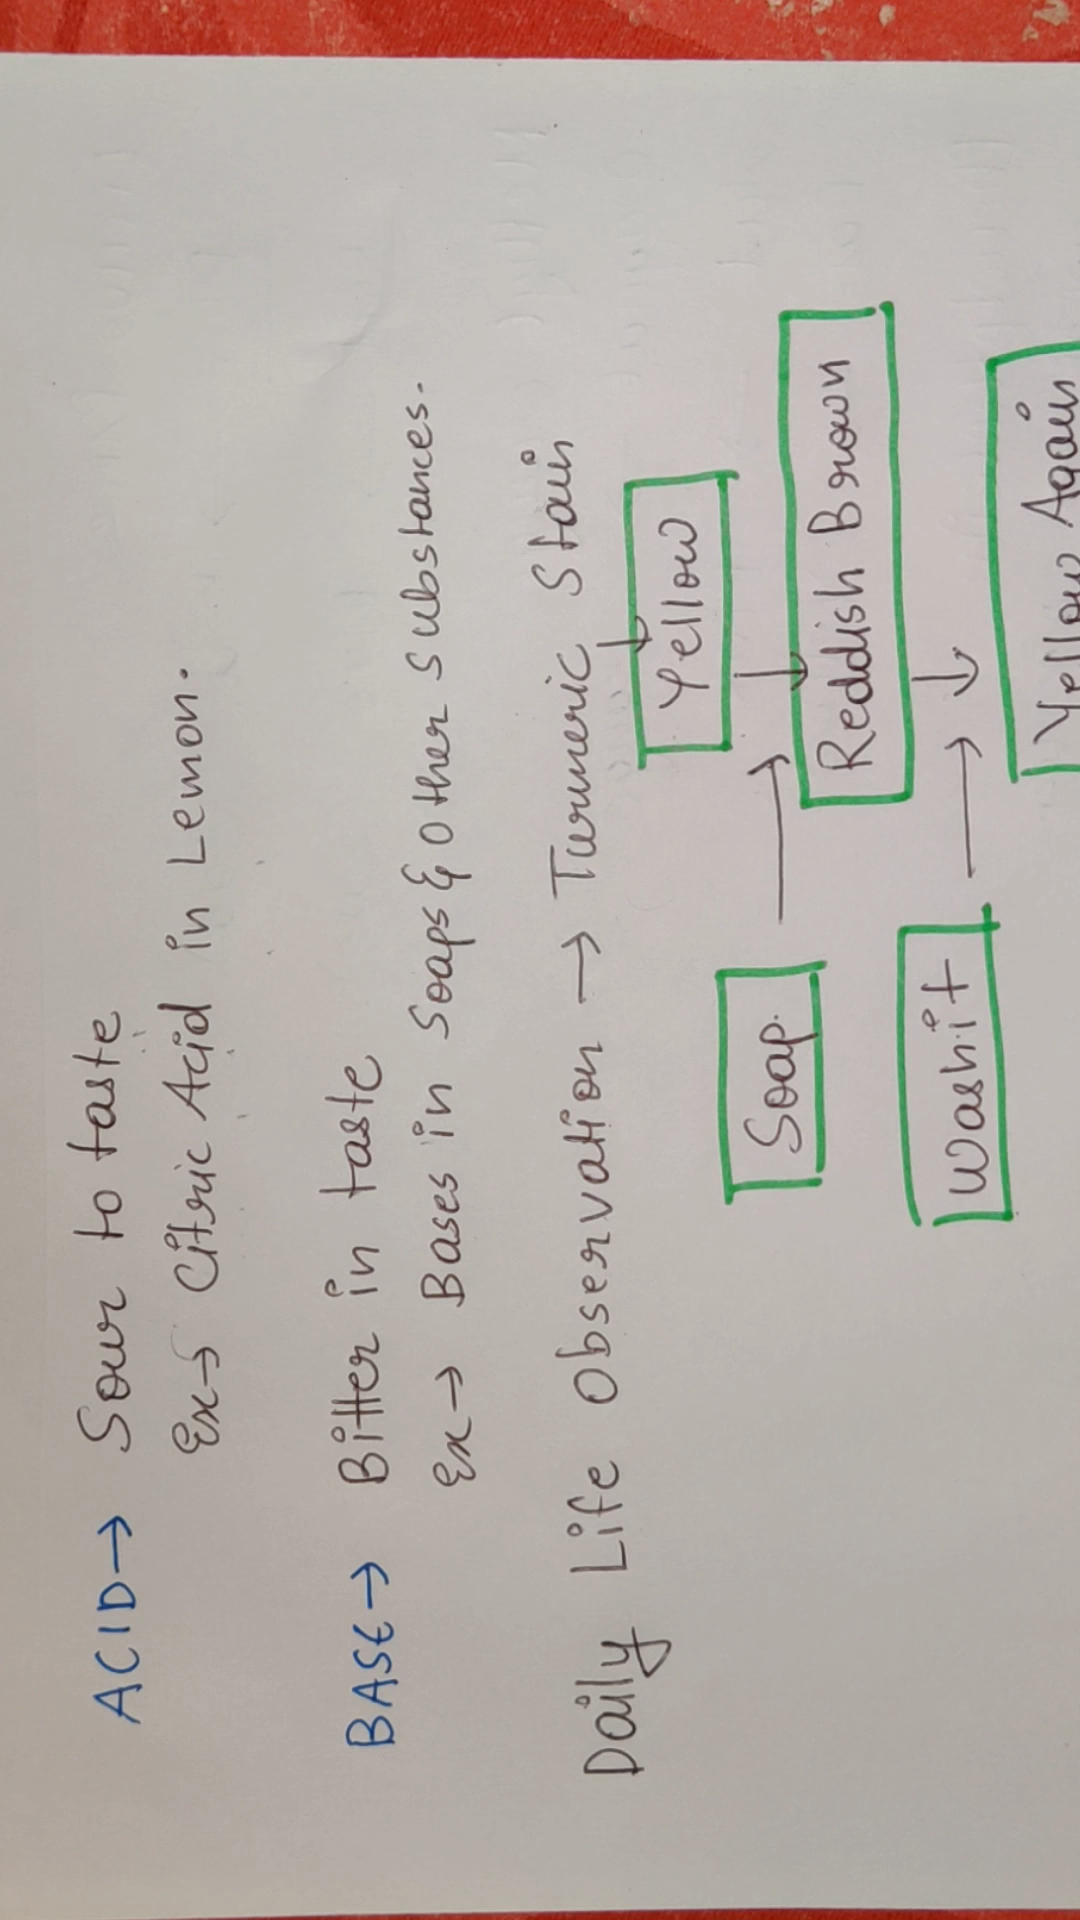 ACID → Sour to taste
Ex → Citric Acid in Lemon.
BASE → Bitter in taste
Ex → Bases in Soaps & Other Substances.
Daily Life Observation → Turmeric Stain
↓
Yellow
Soap. → ↓
Reddish Brown
Wash it → ↓
Yellow Again